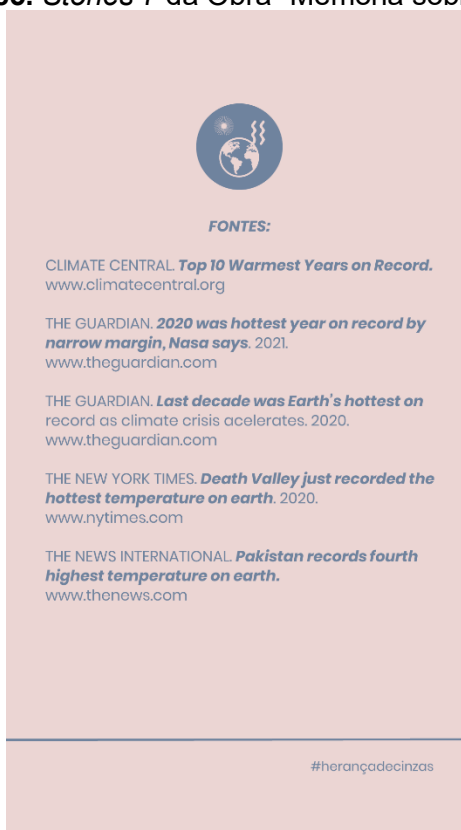 Stories 7 da Obra "Memória sob
FONTES:
CLIMATE CENTRAL. Top 10 Warmest Years on Record.
www.climatecentral.org
THE GUARDIAN. 2020 was hottest year on record by
narrow margin, Nasa says. 2021.
www.theguardian.com
THE GUARDIAN. Last decade was Earth's hottest on
record as climate crisis acelerates. 2020.
www.theguardian.com
THE NEW YORK TIMES. Death Valley just recorded the
hottest temperature on earth. 2020.
www.nytimes.com
THE NEWS INTERNATIONAL. Pakistan records fourth
highest temperature on earth.
www.thenews.com
#herançadecinzas